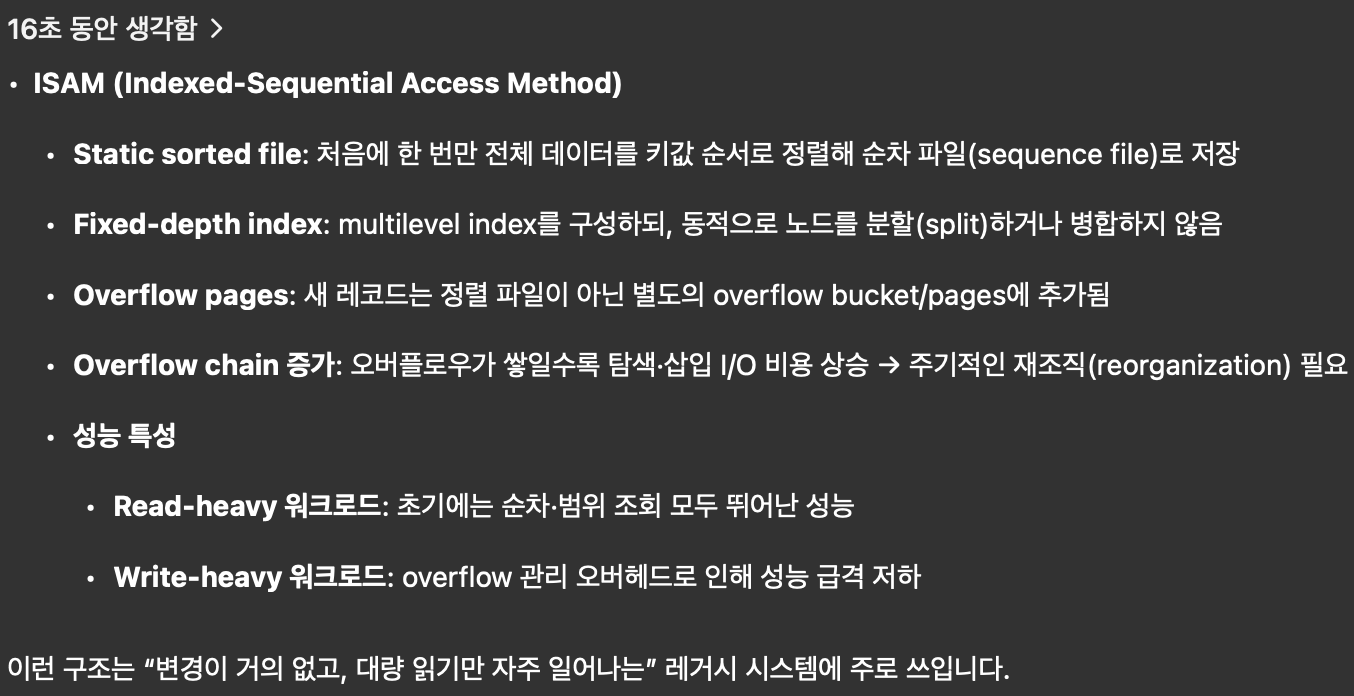 16초 동안 생각함 >
• ISAM (Indexed-Sequential Access Method)
• Static sorted file: 처음에 한 번만 전체 데이터를 키값 순서로 정렬해 순차 파일(sequence file)로 저장
• Fixed-depth index: multilevel index를 구성하되, 동적으로 노드를 분할(split)하거나 병합하지 않음
• Overflow pages: 새 레코드는 정렬 파일이 아닌 별도의 overflow bucket/pages에 추가됨
• Overflow chain 증가: 오버플로우가 쌓일수록 탐색·삽입 I/O 비용 상승 → 주기적인 재조직(reorganization) 필요
• 성능 특성
• Read-heavy 워크로드: 초기에는 순차·범위 조회 모두 뛰어난 성능
• Write-heavy 워크로드: overflow 관리 오버헤드로 인해 성능 급격 저하
이런 구조는 “변경이 거의 없고, 대량 읽기만 자주 일어나는” 레거시 시스템에 주로 쓰입니다.